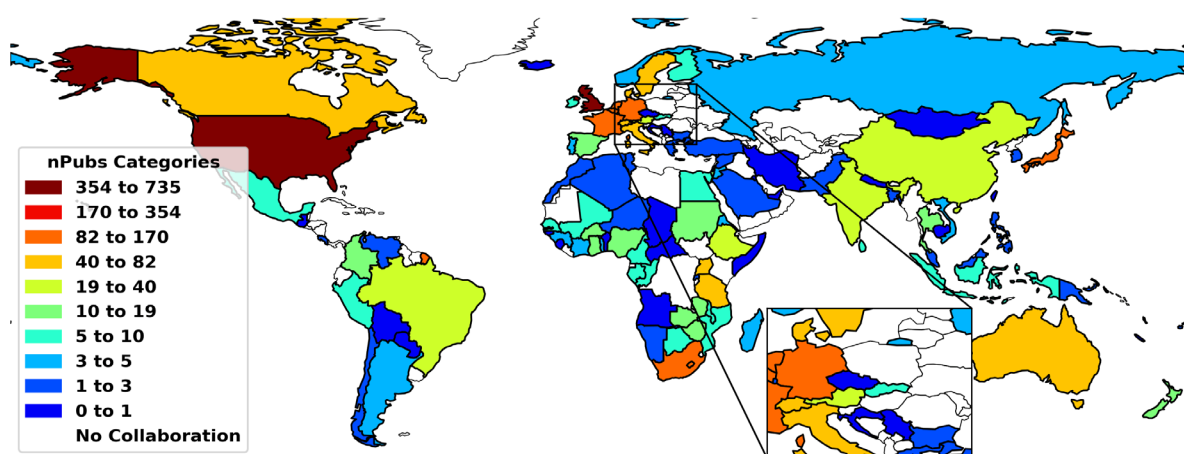 nPubs Categories
354 to 735
170 to 354
82 to 170
40 to 82
19 to 40
10 to 19
5 to 10
3 to 5
1 to 3
0 to 1
No Collaboration